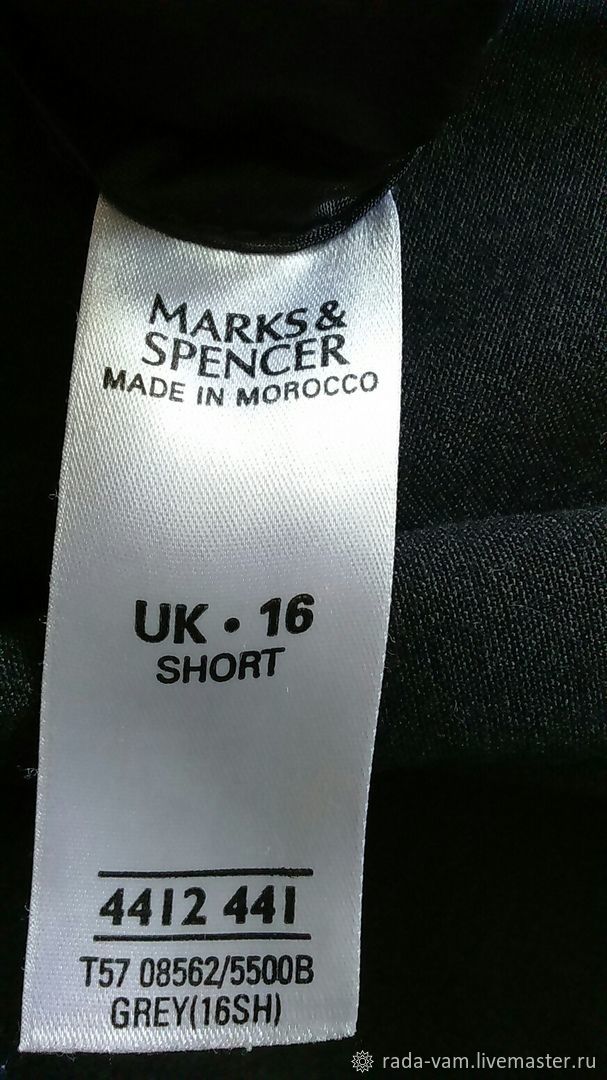 MARKS &
SPENCER
MADE IN MOROCCO
UK • 16
SHORT
4412 441
T57 08562/5500B
GREY(16SH)
rada-vam.livemaster.ru